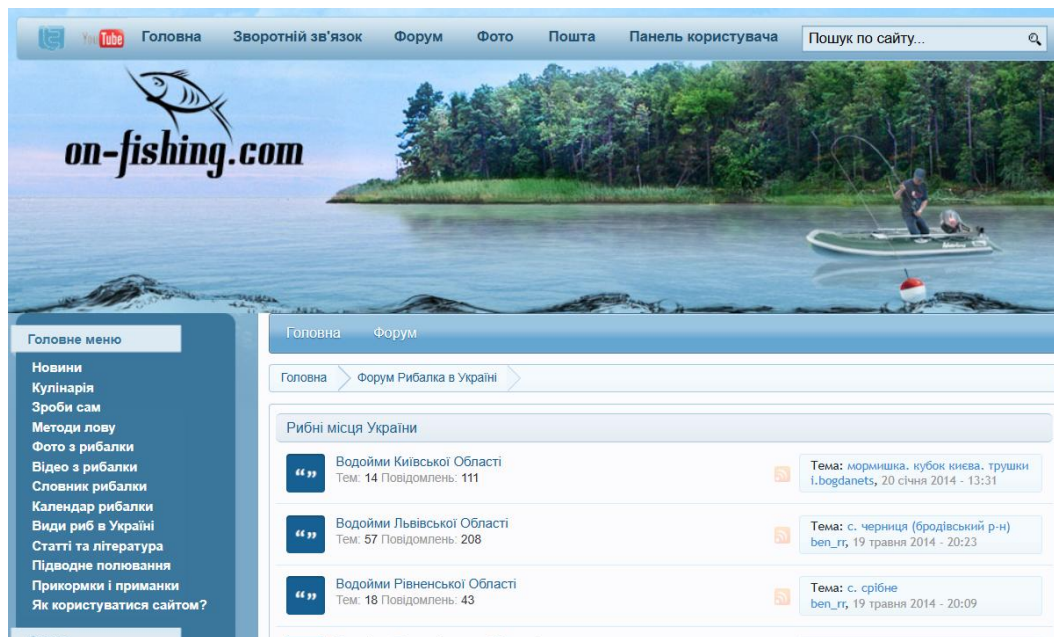 You Tube Головна Зворотній зв'язок Форум Фото Пошта Панель користувача Пошук по сайту...
on-fishing.com
Головне меню
Новини
Кулінарія
Зроби сам
Методи лову
Фото з рибалки
Відео з рибалки
Словник рибалки
Календар рибалки
Види риб в Україні
Статті та література
Підводне полювання
Прикормки і приманки
Як користуватися сайтом?
Головна Форум
Головна Форум Рибалка в Україні
Рибні місця України
Водойми Київської Області
Тем: 14 Повідомлень: 111
Тема: мормишка. кубок києва. трушки
i.bogdanets, 20 січня 2014 - 13:31
Водойми Львівської Області
Тем: 57 Повідомлень: 208
Тема: с. черниця (бродівський р-н)
ben_rr, 19 травня 2014 - 20:23
Водойми Рівненської Області
Тем: 18 Повідомлень: 43
Тема: с. срібне
ben_rr, 19 травня 2014 - 20:09